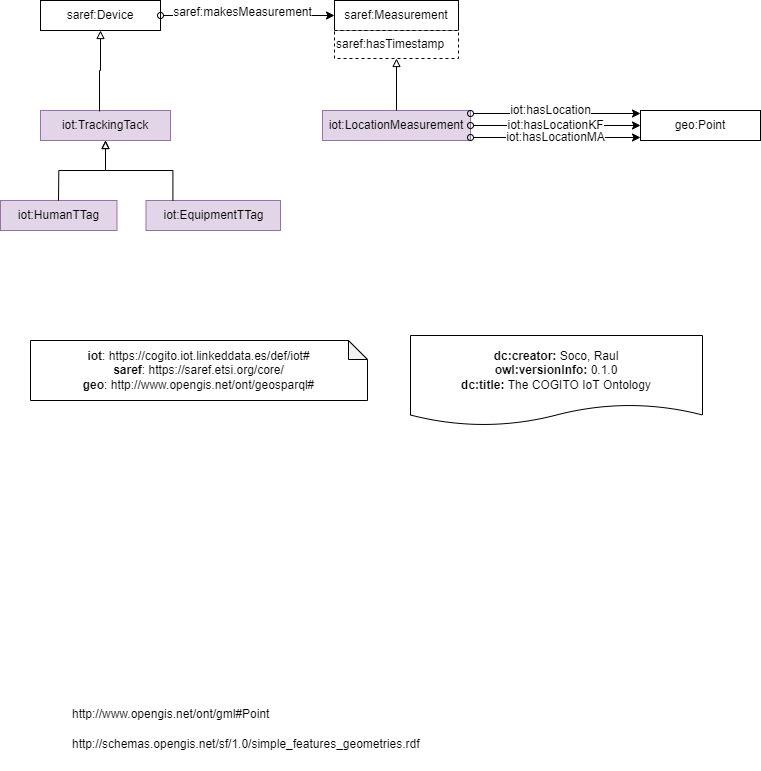 saref:Device
saref:makesMeasurement
saref:Measurement
saref:hasTimestamp
iot:TrackingTack
iot:LocationMeasurement
iot:hasLocation
iot:hasLocationKF
iot:hasLocationMA
geo:Point
iot:HumanTTag
iot:EquipmentTTag
iot: https://cogito.iot.linkeddata.es/def/iot#
saref: https://saref.etsi.org/core/
geo: http://www.opengis.net/ont/geosparql#
dc:creator: Soco, Raul
owl:versionInfo: 0.1.0
dc:title: The COGITO IoT Ontology
http://www.opengis.net/ont/gml#Point
http://schemas.opengis.net/sf/1.0/simple_features_geometries.rdf